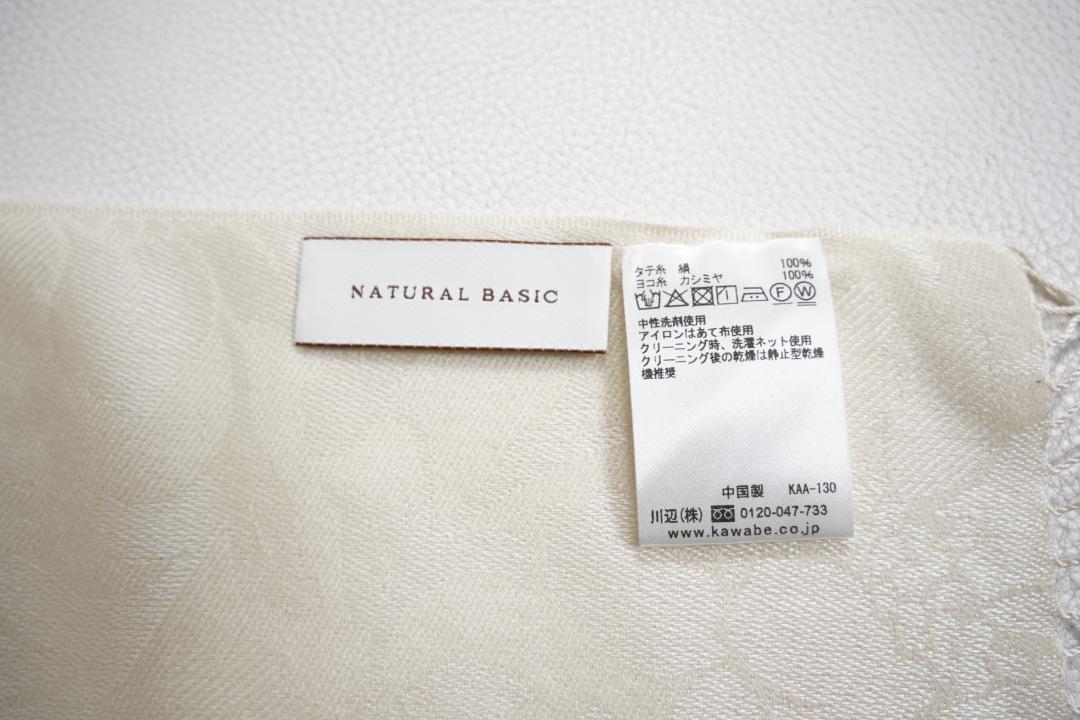 NATURAL BASIC
タテ糸 絹 100%
ヨコ糸 カシミヤ 100%
F W
中性洗剤使用
アイロンはあて布使用
クリーニング時、洗濯ネット使用
クリーニング後の乾燥は静止型乾燥
機推奨
中国製 KAA-130
川辺(株) 0120-047-733
www.kawabe.co.jp